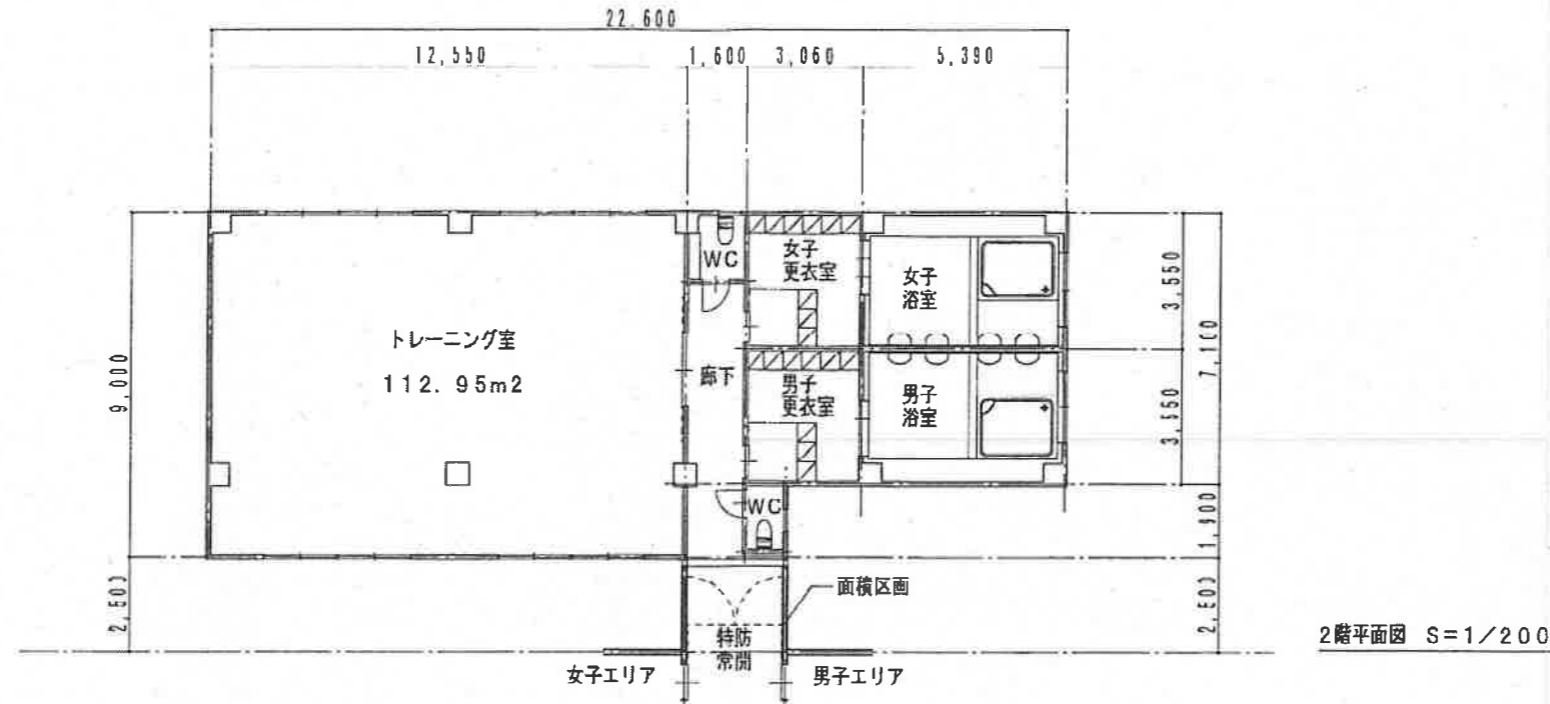 22.600
12,550
1,600
3,060
5,390
9,000
2,501
トレーニング室
112.95m2
WC
廊下
女子
更衣室
男子
更衣室
女子
浴室
男子
浴室
WC
3,550
3,550
7,100
1,900
2,501
面積区画
特防
常開
女子エリア
男子エリア
2階平面図 S=1/200